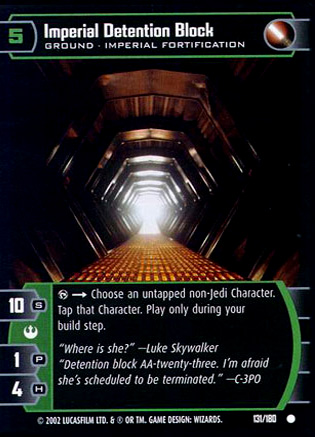 5 Imperial Detention Block
GROUND · IMPERIAL FORTIFICATION
→ Choose an untapped non-Jedi Character.
Tap that Character. Play only during your
build step.
10 S
1 P
4 H
"Where is she?" —Luke Skywalker
"Detention block AA-twenty-three. I'm afraid
she's scheduled to be terminated." —C-3PO
© 2002 LUCASFILM LTD. & ® OR TM. GAME DESIGN: WIZARDS. 131/180